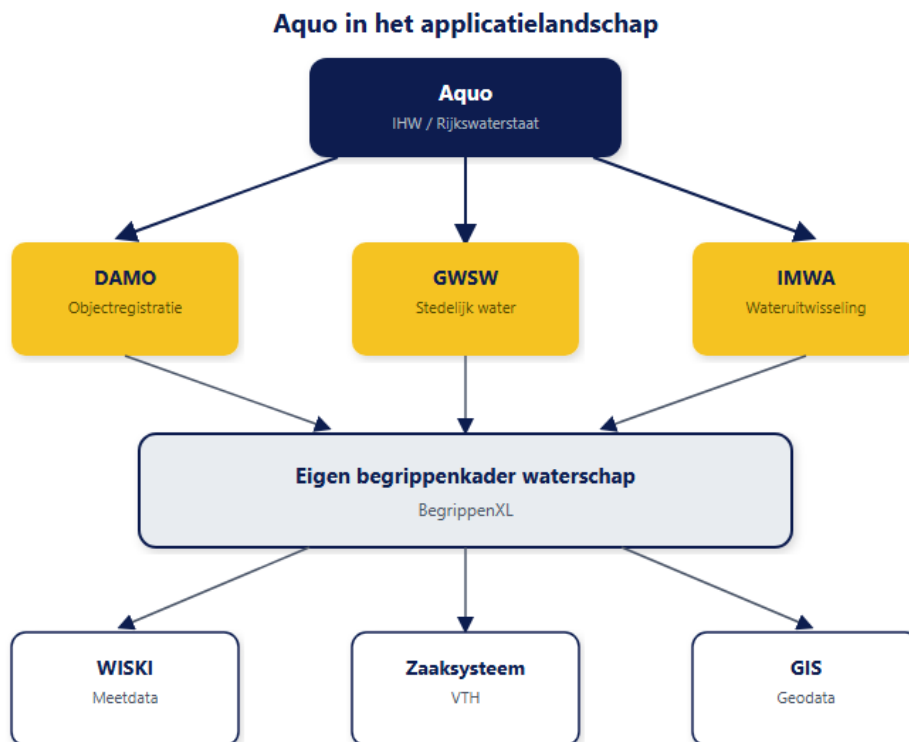 Aquo in het applicatielandschap
Aquo
IHW / Rijkswaterstaat
DAMO
Objectregistratie
GWSW
Stedelijk water
IMWA
Wateruitwisseling
Eigen begrippenkader waterschap
BegrippenXL
WISKI
Meetdata
Zaaksysteem
VTH
GIS
Geodata